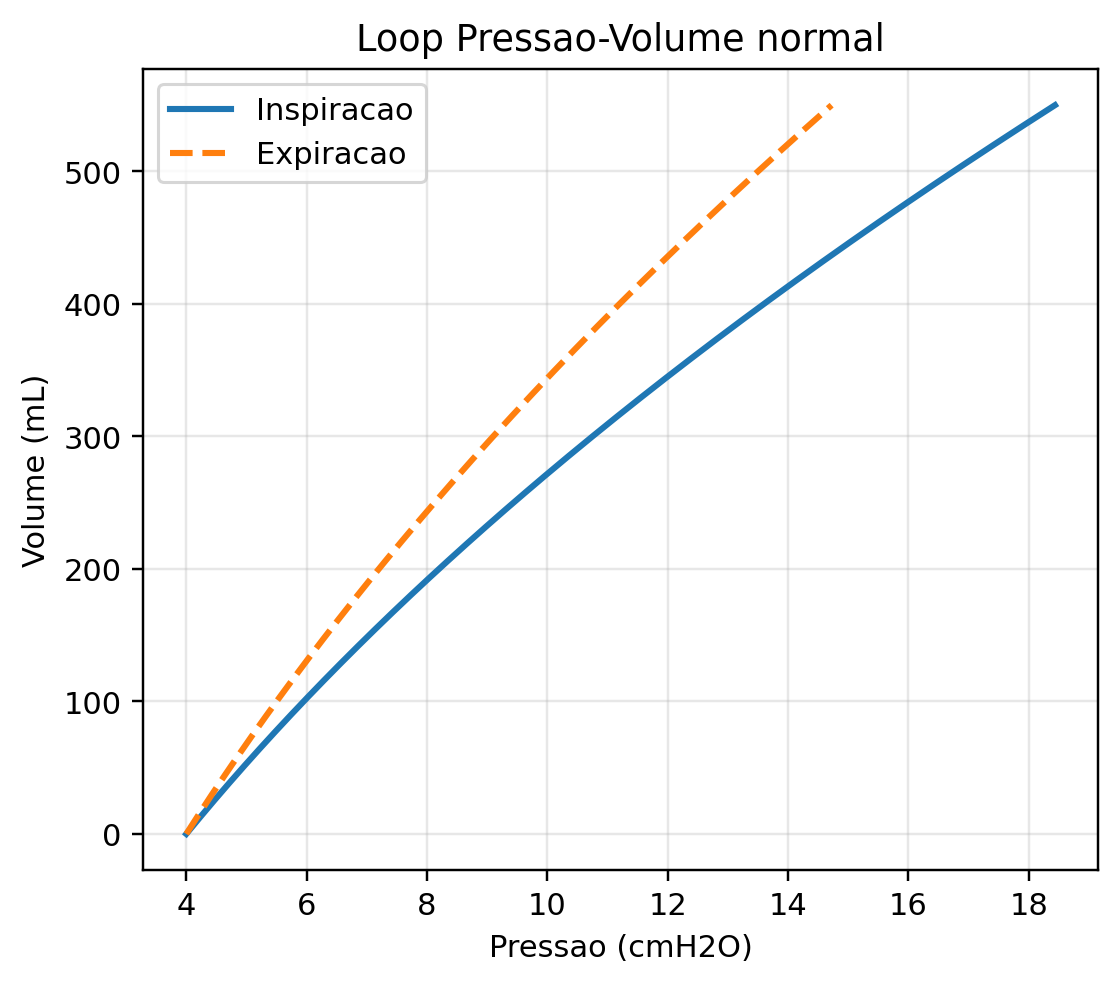 Loop Pressao-Volume normal
Inspiracao
Expiracao
500
400
300
200
100
0
Volume (mL)
4 6 8 10 12 14 16 18
Pressao (cmH2O)